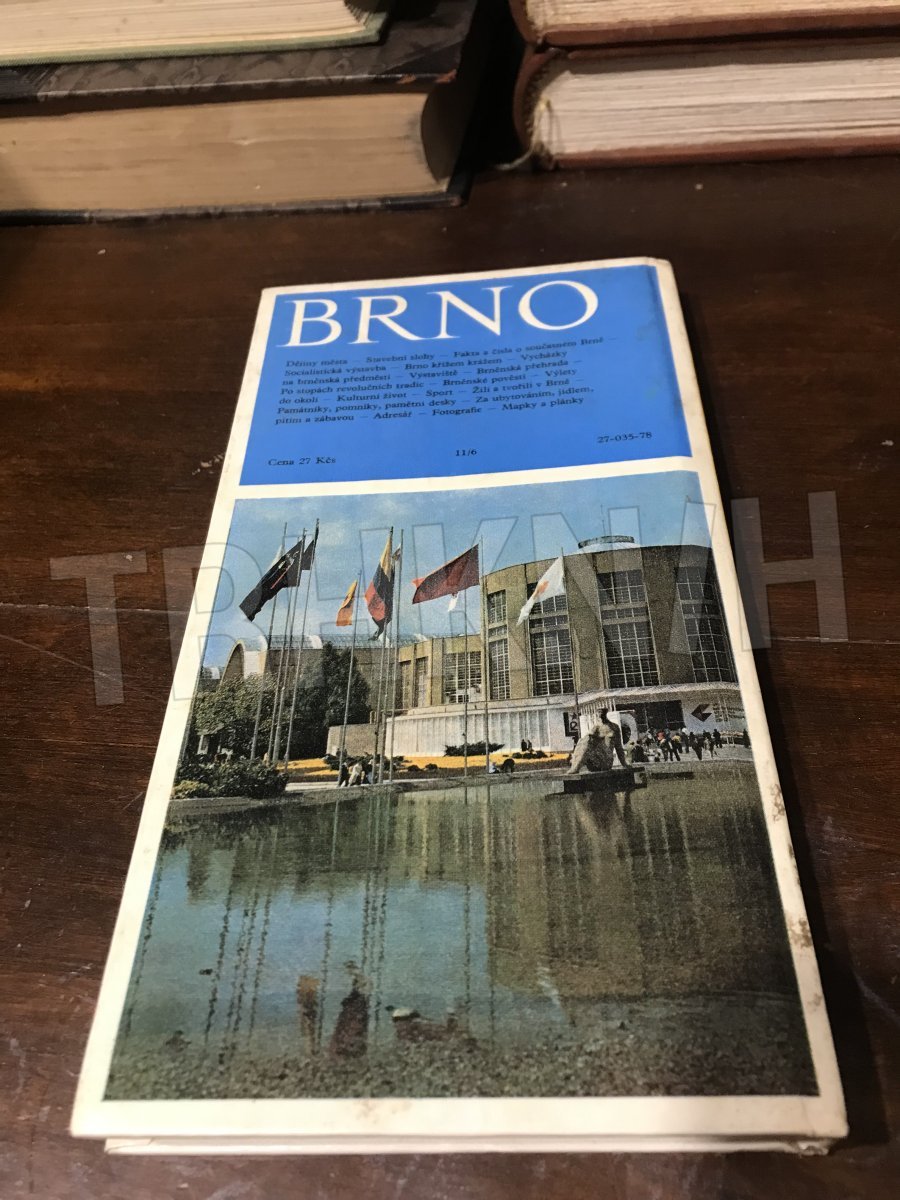 BRNO
Dějiny města – Stavební slohy – Fakta a čísla o současném Brně –
Socialistická výstavba – Brno křížem krážem – Vycházky
na brněnská předměstí – Výstaviště – Brněnská přehrada –
Po stopách revolučních tradic – Brněnské pověsti – Výlety
do okolí – Kulturní život – Sport – Žili a tvořili v Brně –
Památníky, pomníky, pamětní desky – Za ubytováním, jídlem,
pitím a zábavou – Adresář – Fotografie – Mapky a plánky
Cena 27 Kčs 11/6 27-035-78